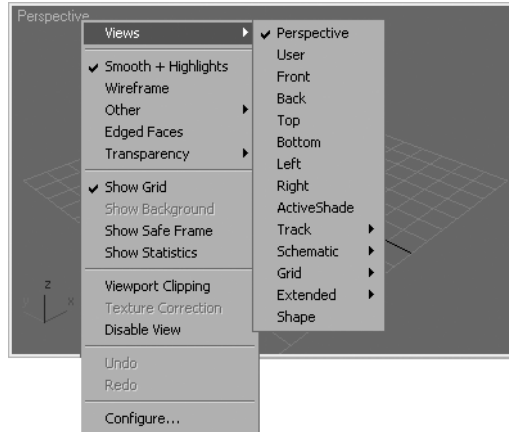 Perspective
Views
Smooth + Highlights
Wireframe
Other
Edged Faces
Transparency
Show Grid
Show Background
Show Safe Frame
Show Statistics
Viewport Clipping
Texture Correction
Disable View
Undo
Redo
Configure...
Perspective
User
Front
Back
Top
Bottom
Left
Right
ActiveShade
Track
Schematic
Grid
Extended
Shape
z
y
x